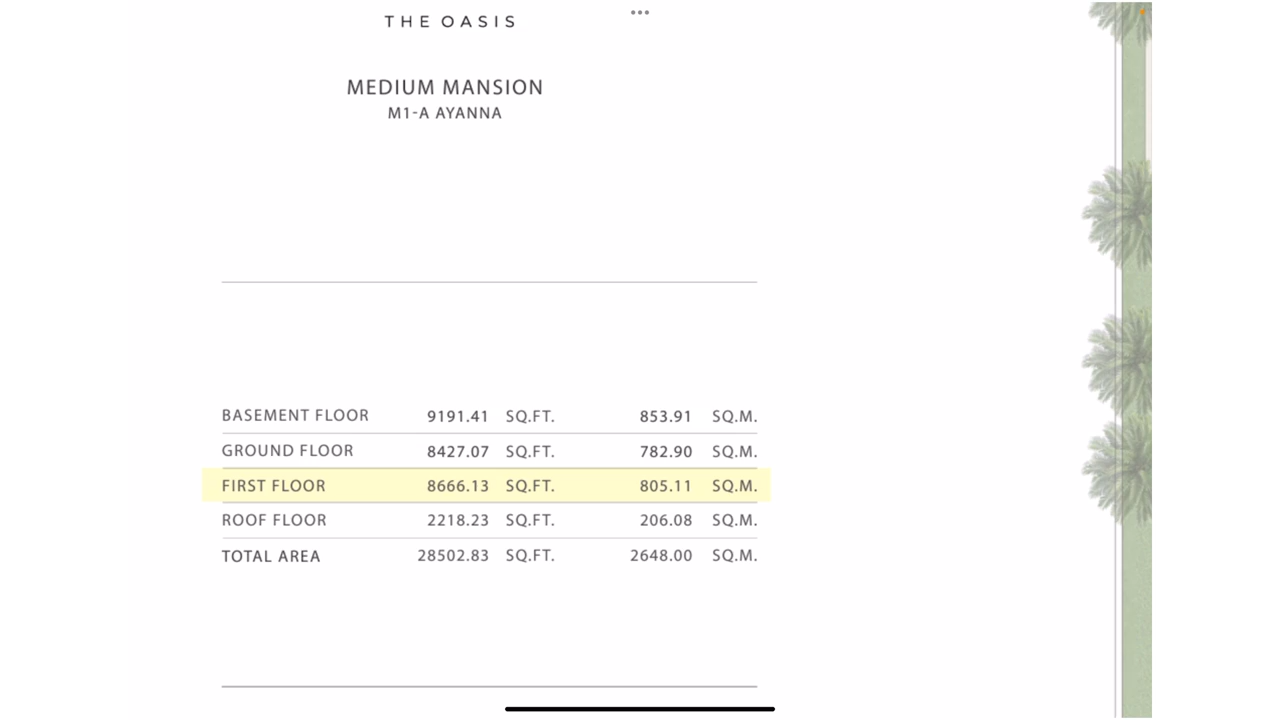 THE OASIS
MEDIUM MANSION
M1-A AYANNA
BASEMENT FLOOR 9191.41 SQ.FT. 853.91 SQ.M.
GROUND FLOOR 8427.07 SQ.FT. 782.90 SQ.M.
FIRST FLOOR 8666.13 SQ.FT. 805.11 SQ.M.
ROOF FLOOR 2218.23 SQ.FT. 206.08 SQ.M.
TOTAL AREA 28502.83 SQ.FT. 2648.00 SQ.M.